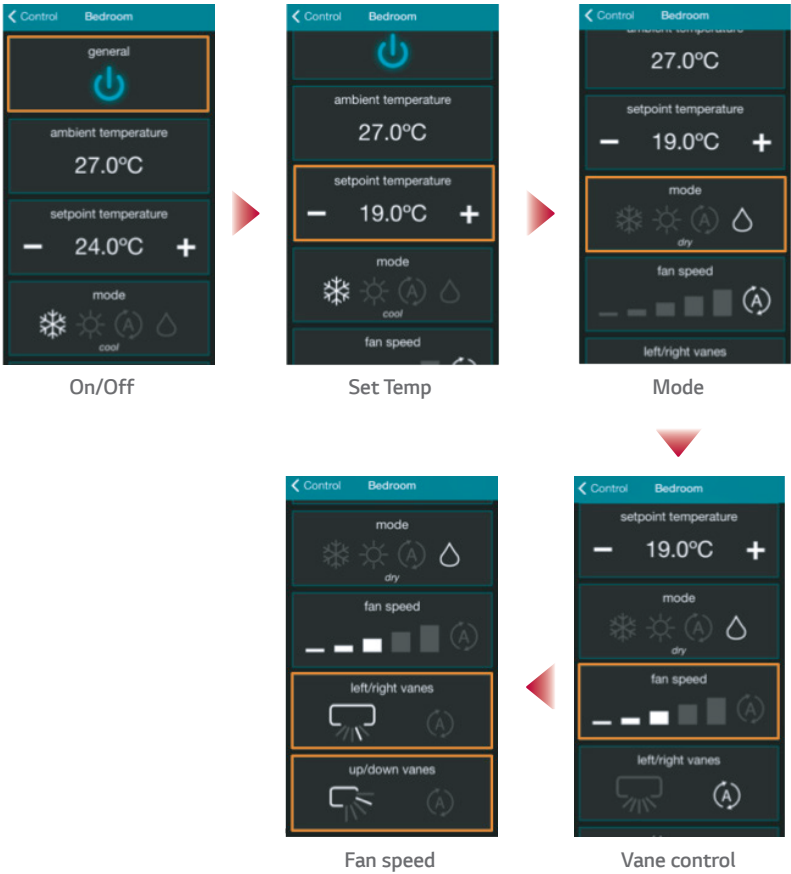 Control Bedroom
general
ambient temperature
27.0ºC
setpoint temperature
24.0ºC
mode
A
cool
On/Off
Control Bedroom
ambient temperature
27.0ºC
setpoint temperature
19.0ºC
mode
A
cool
fan speed
Set Temp
Control Bedroom
ambient temperature
27.0ºC
setpoint temperature
19.0ºC
mode
A
dry
fan speed
A
left/right vanes
Mode
Control Bedroom
setpoint temperature
19.0ºC
mode
A
dry
fan speed
A
left/right vanes
A
Vane control
Control Bedroom
mode
A
dry
fan speed
A
left/right vanes
A
up/down vanes
A
Fan speed